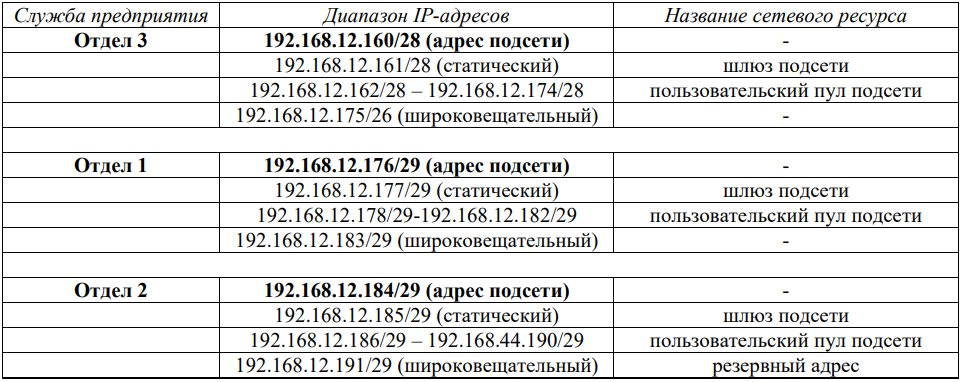 Служба предприятия Диапазон IP-адресов Название сетевого ресурса
Отдел 3 192.168.12.160/28 (адрес подсети) -
192.168.12.161/28 (статический) шлюз подсети
192.168.12.162/28 – 192.168.12.174/28 пользовательский пул подсети
192.168.12.175/26 (широковещательный) -
Отдел 1 192.168.12.176/29 (адрес подсети) -
192.168.12.177/29 (статический) шлюз подсети
192.168.12.178/29-192.168.12.182/29 пользовательский пул подсети
192.168.12.183/29 (широковещательный) -
Отдел 2 192.168.12.184/29 (адрес подсети) -
192.168.12.185/29 (статический) шлюз подсети
192.168.12.186/29 – 192.168.44.190/29 пользовательский пул подсети
192.168.12.191/29 (широковещательный) резервный адрес